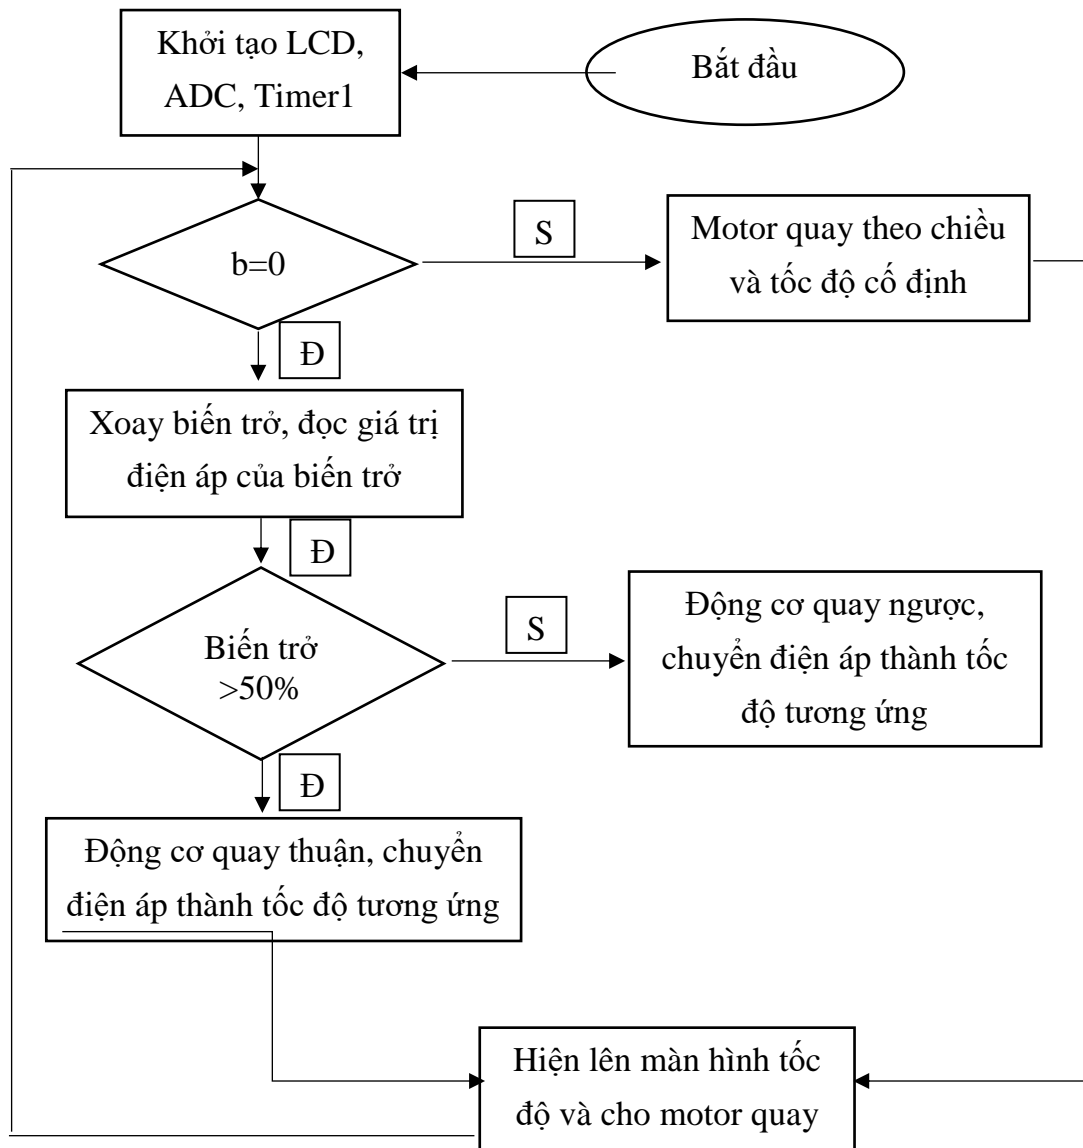 Khởi tạo LCD,
ADC, Timer1
Bắt đầu
b=0
S
Motor quay theo chiều
và tốc độ cố định
Đ
Xoay biến trở, đọc giá trị
điện áp của biến trở
Đ
Biến trở
>50%
S
Động cơ quay ngược,
chuyển điện áp thành tốc
độ tương ứng
Đ
Động cơ quay thuận, chuyển
điện áp thành tốc độ tương ứng
Hiện lên màn hình tốc
độ và cho motor quay